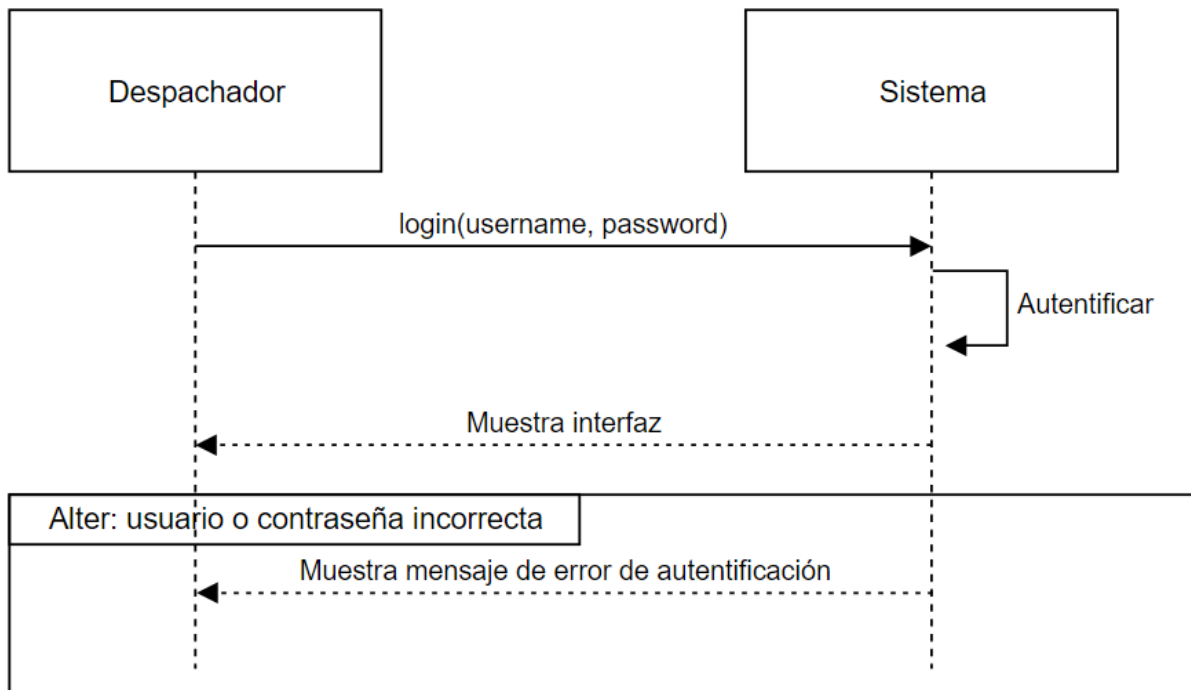 Despachador
Sistema
login(username, password)
Autentificar
Muestra interfaz
Alter: usuario o contraseña incorrecta
Muestra mensaje de error de autentificación